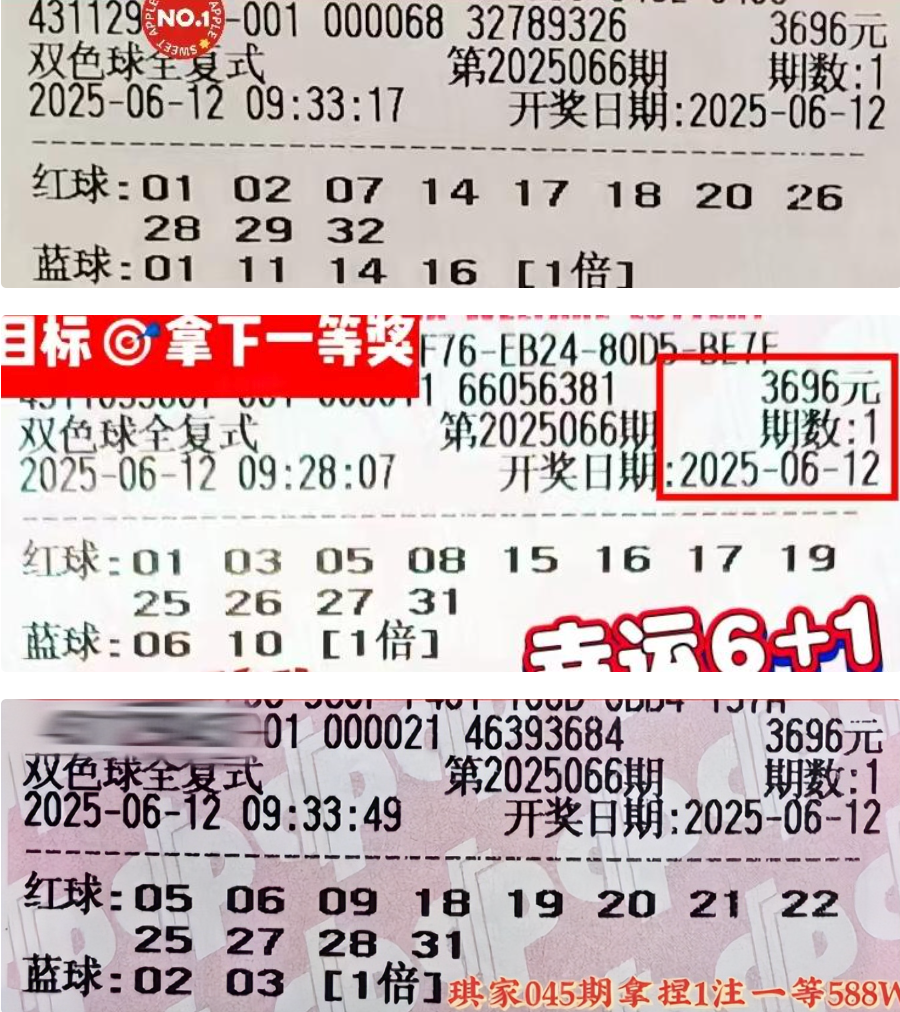 431129
NO.1
APPLE
SWEET APPLE
-001 000068 32789326 3696元
双色球全复式 第2025066期 期数:1
2025-06-12 09:33:17 开奖日期:2025-06-12
红球:01 02 07 14 17 18 20 26
28 29 32
蓝球:01 11 14 16 [1倍]
目标 拿下一等奖
F76-EB24-80D5-BE7F
1 66056381 3696元
双色球全复式 第2025066期 期数:1
2025-06-12 09:28:07 开奖日期:2025-06-12
红球:01 03 05 08 15 16 17 19
25 26 27 31
蓝球:06 10 [1倍]
幸运6+1
01 000021 46393684 3696元
双色球全复式 第2025066期 期数:1
2025-06-12 09:33:49 开奖日期:2025-06-12
红球:05 06 09 18 19 20 21 22
25 27 28 31
蓝球:02 03 [1倍]
琪家045期拿捏1注一等588W